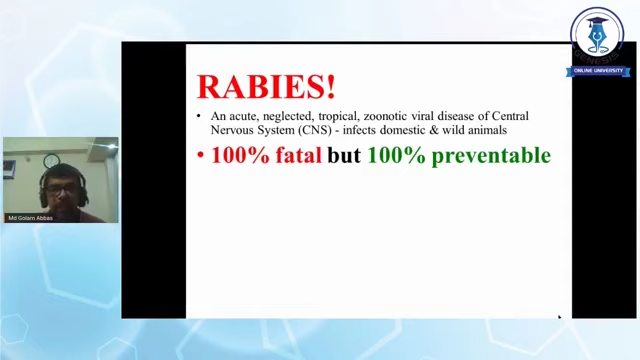 GENESIS
ONLINE UNIVERSITY
RABIES!
• An acute, neglected, tropical, zoonotic viral disease of Central
Nervous System (CNS) - infects domestic & wild animals
• 100% fatal but 100% preventable
Md Golam Abbas